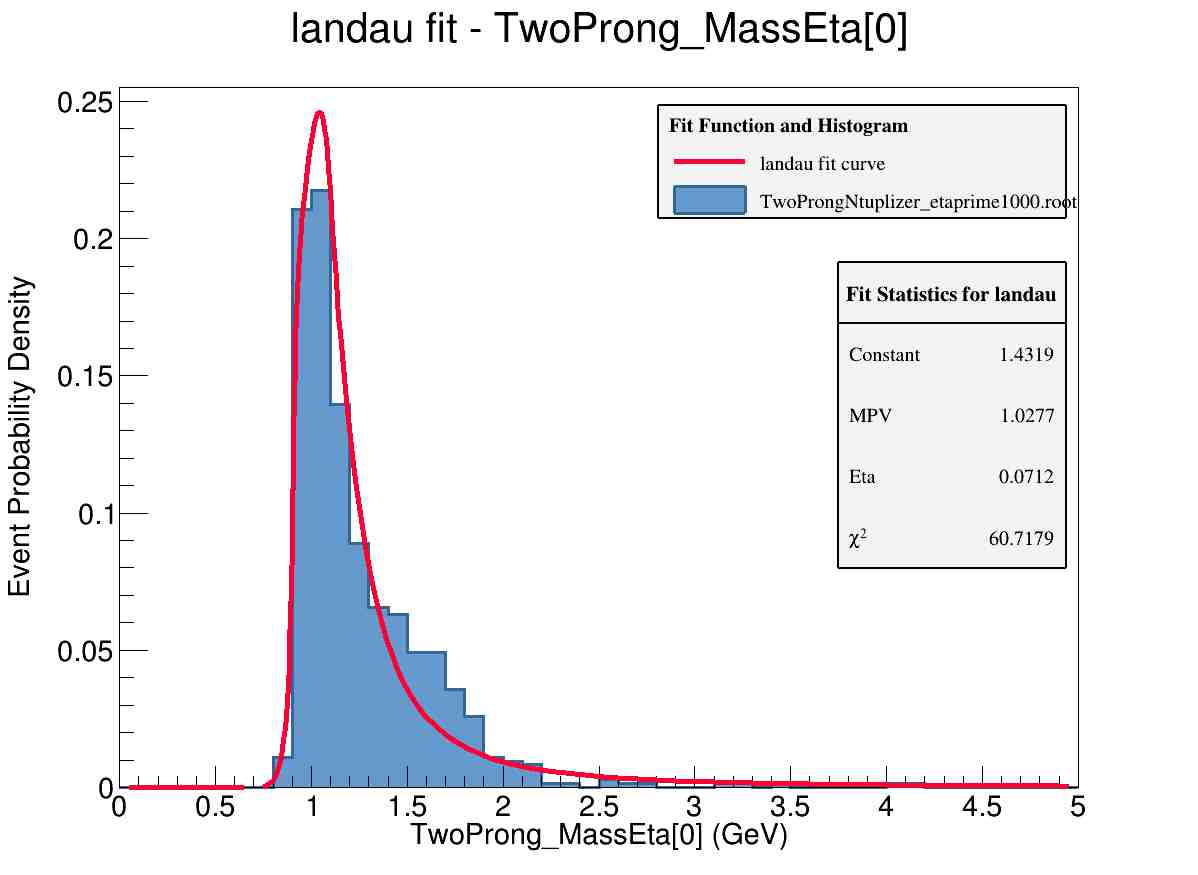 landau fit - TwoProng_MassEta[0]
Fit Function and Histogram
landau fit curve
TwoProngNtuplizer_etaprime1000.root
Fit Statistics for landau
Constant 1.4319
MPV 1.0277
Eta 0.0712
χ² 60.7179
Event Probability Density
0.25
0.2
0.15
0.1
0.05
0
0 0.5 1 1.5 2 2.5 3 3.5 4 4.5 5
TwoProng_MassEta[0] (GeV)